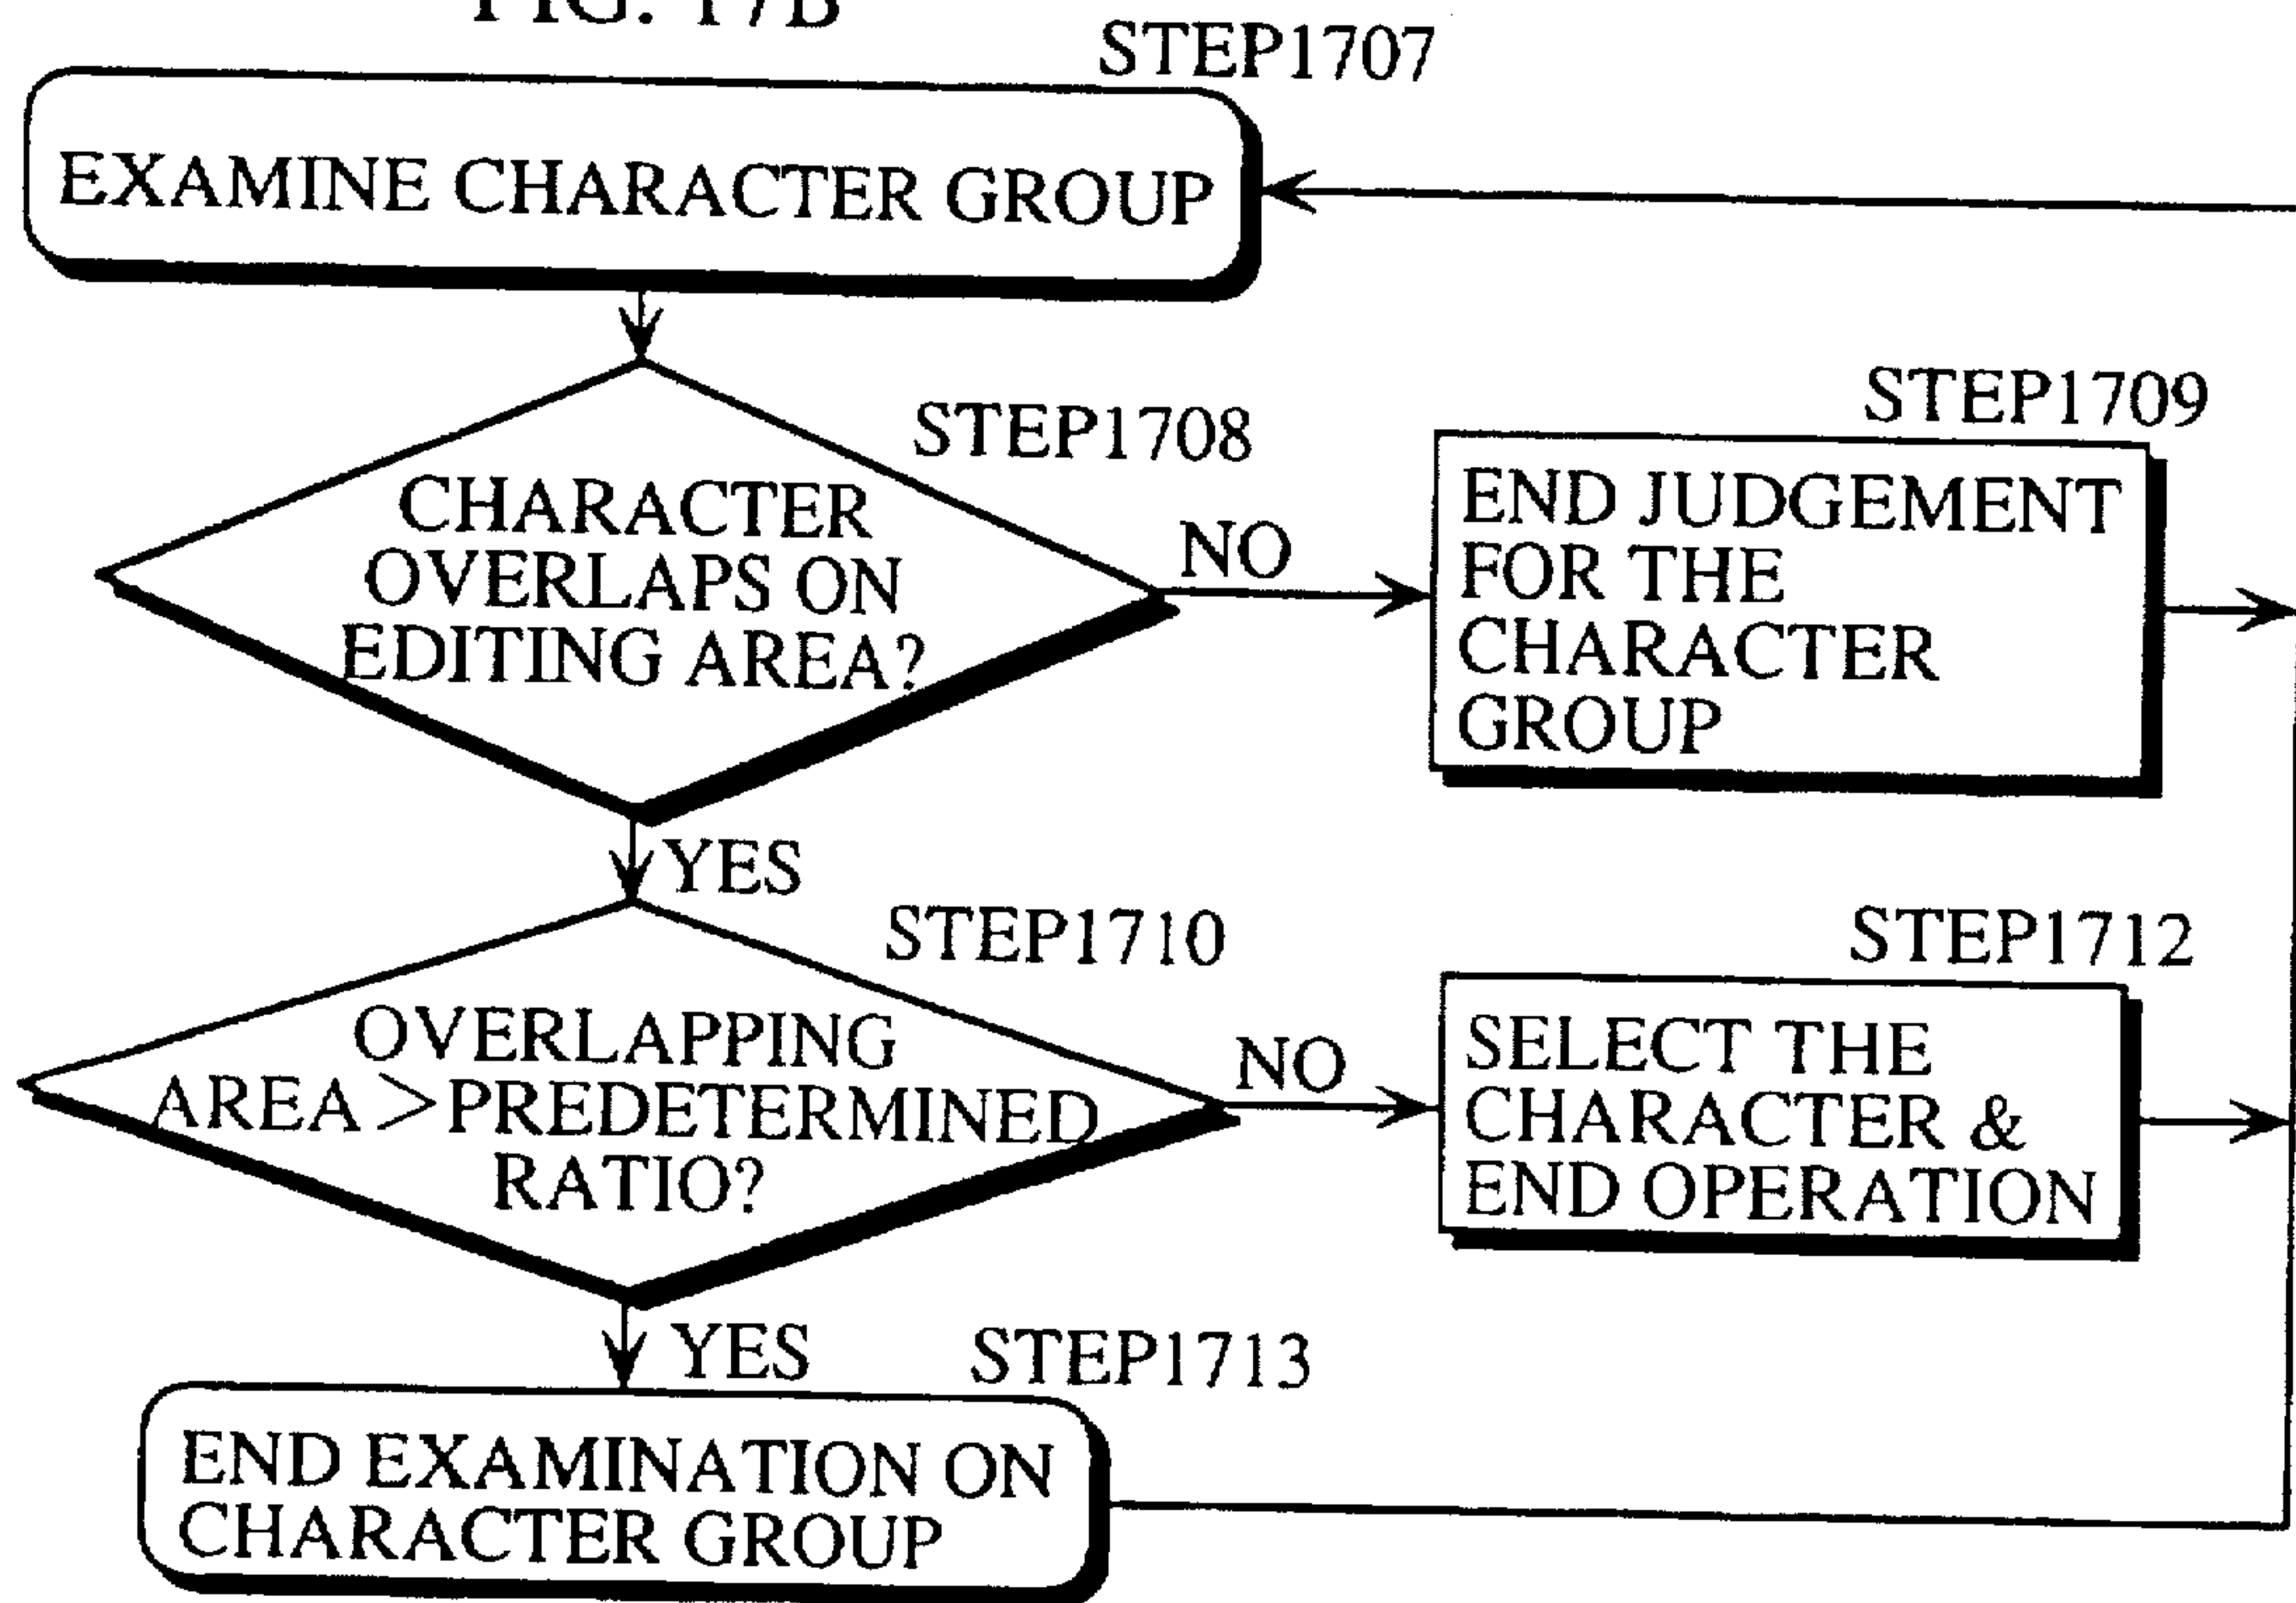 FIG. 17B
STEP1707
EXAMINE CHARACTER GROUP
STEP1708
CHARACTER
OVERLAPS ON
EDITING AREA?
NO
STEP1709
END JUDGEMENT
FOR THE
CHARACTER
GROUP
YES
STEP1710
OVERLAPPING
AREA>PREDETERMINED
RATIO?
NO
STEP1712
SELECT THE
CHARACTER &
END OPERATION
YES
STEP1713
END EXAMINATION ON
CHARACTER GROUP